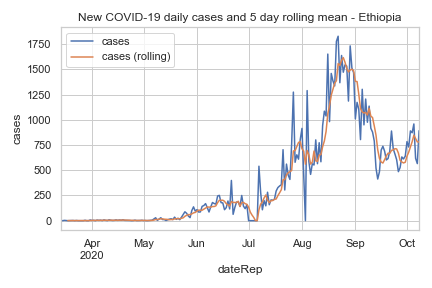 New COVID-19 daily cases and 5 day rolling mean - Ethiopia
cases
cases (rolling)
1750
1500
1250
1000
750
500
250
0
cases
Apr
2020
May
Jun
Jul
Aug
Sep
Oct
dateRep